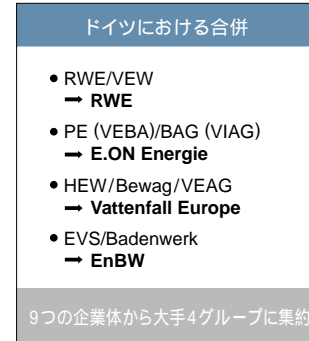 ドイツにおける合併
● RWE/VEW
➡ RWE
● PE (VEBA)/BAG (VIAG)
➡ E.ON Energie
● HEW/Bewag/VEAG
➡ Vattenfall Europe
● EVS/Badenwerk
➡ EnBW
9つの企業体から大手4グループに集約